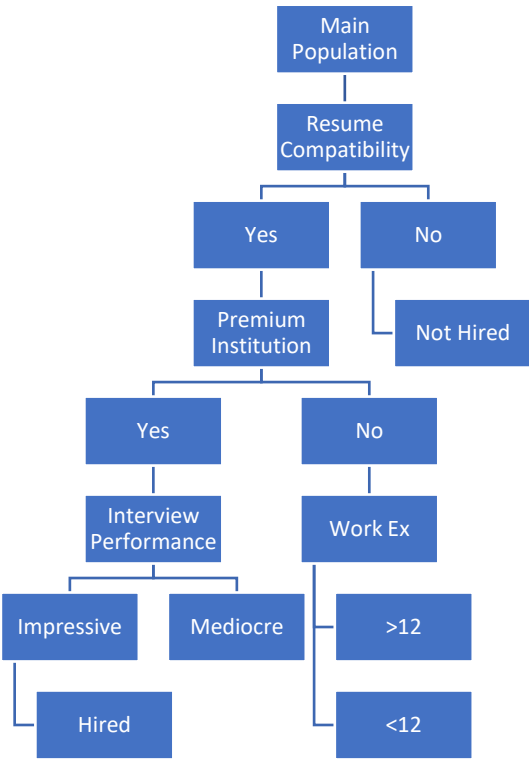 Main
Population
Resume
Compatibility
Yes
No
Premium
Institution
Not Hired
Yes
No
Interview
Performance
Work Ex
Impressive
Mediocre
>12
Hired
<12